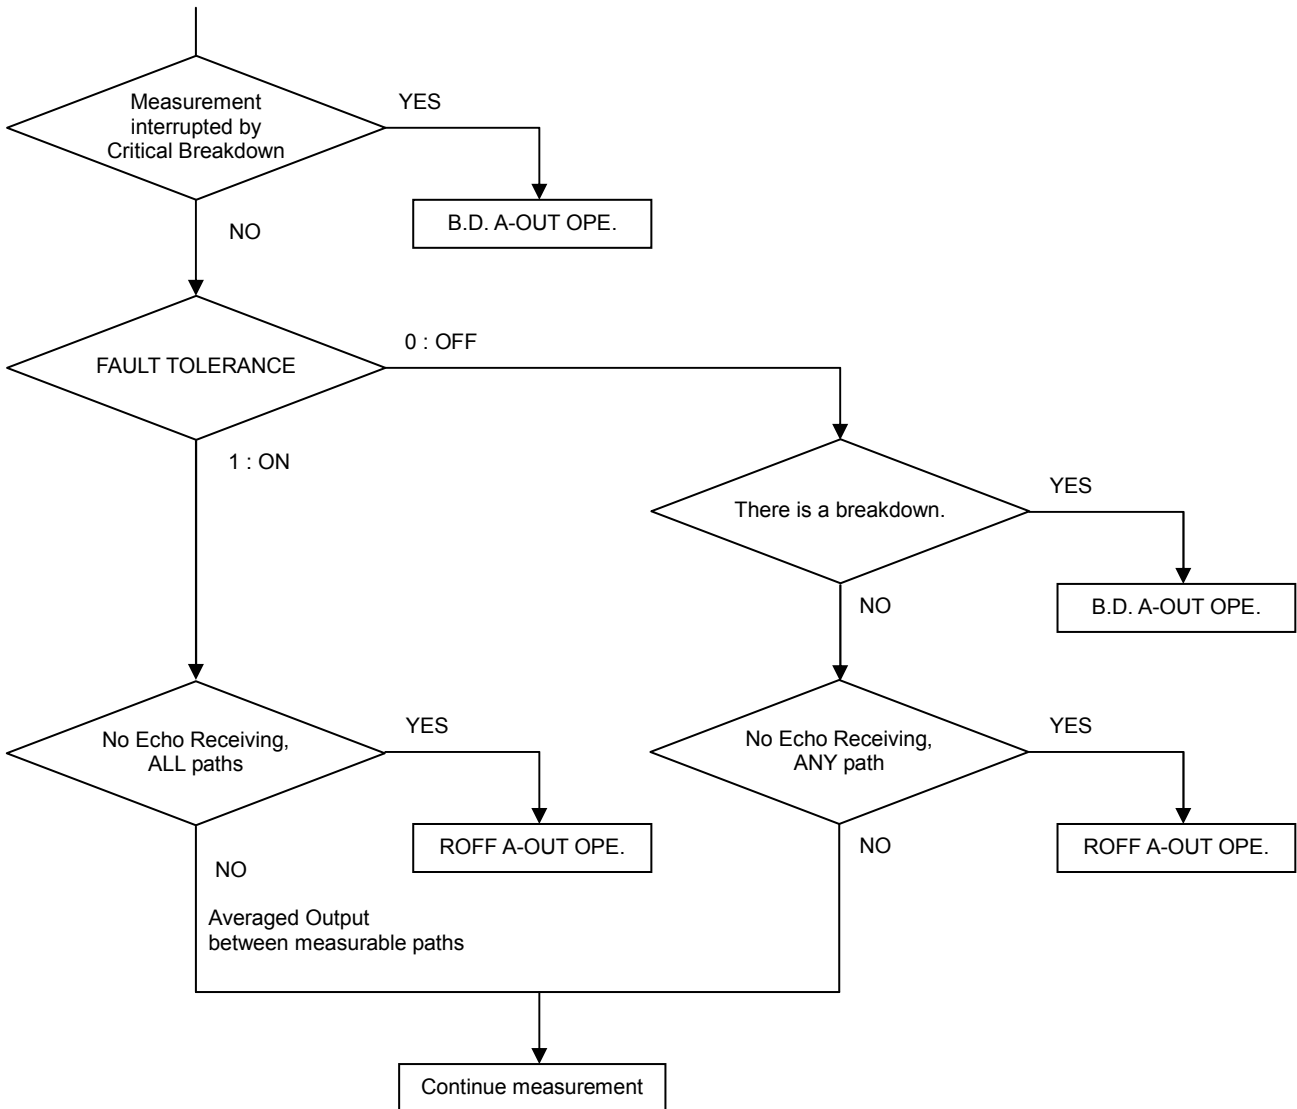 Measurement
interrupted by
Critical Breakdown
YES
B.D. A-OUT OPE.
NO
FAULT TOLERANCE
0 : OFF
1 : ON
There is a breakdown.
YES
B.D. A-OUT OPE.
NO
No Echo Receiving,
ALL paths
YES
ROFF A-OUT OPE.
NO
Averaged Output
between measurable paths
No Echo Receiving,
ANY path
YES
ROFF A-OUT OPE.
NO
Continue measurement